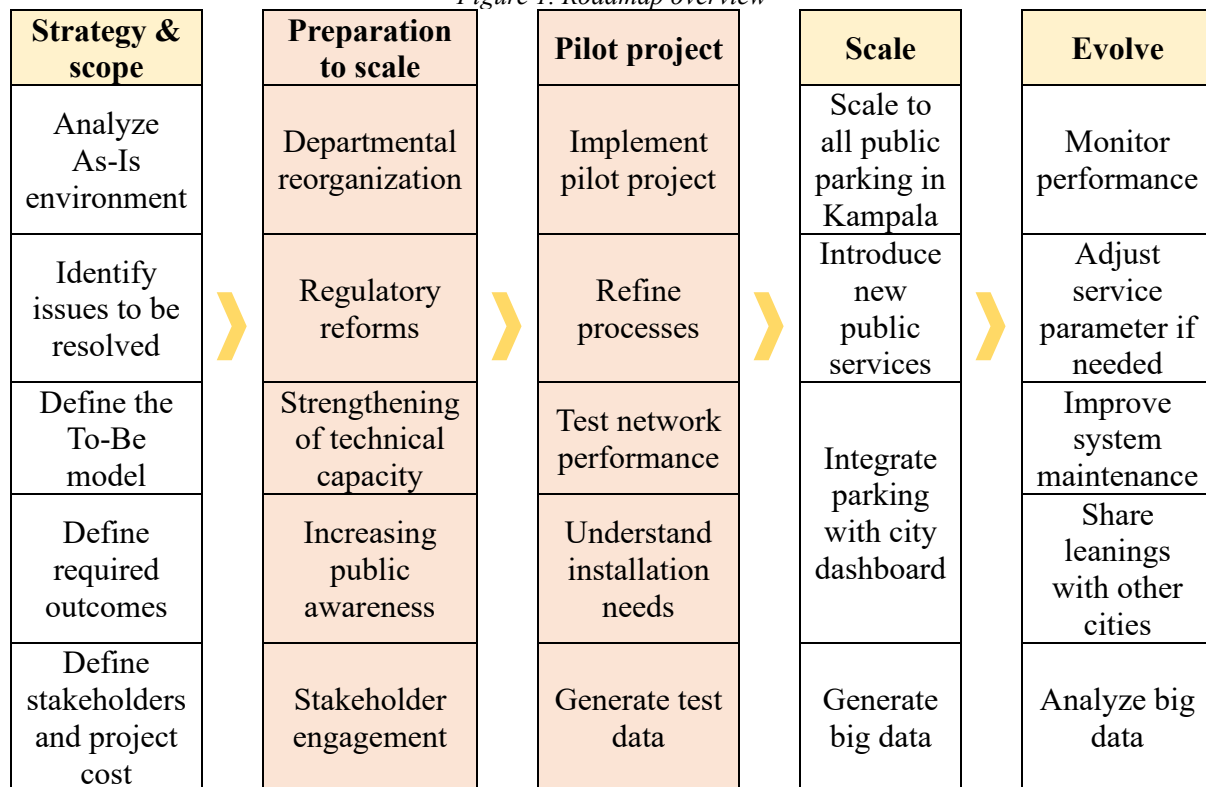 Figure 1. Roadmap overview
Strategy &
scope
Analyze
As-Is
environment
Identify
issues to be
resolved
Define the
To-Be
model
Define
required
outcomes
Define
stakeholders
and project
cost
Preparation
to scale
Departmental
reorganization
Regulatory
reforms
Strengthening
of technical
capacity
Increasing
public
awareness
Stakeholder
engagement
Pilot project
Implement
pilot project
Refine
processes
Test network
performance
Understand
installation
needs
Generate test
data
Scale
Scale to
all public
parking in
Kampala
Introduce
new
public
services
Integrate
parking
with city
dashboard
Generate
big data
Evolve
Monitor
performance
Adjust
service
parameter if
needed
Improve
system
maintenance
Share
leanings
with other
cities
Analyze big
data